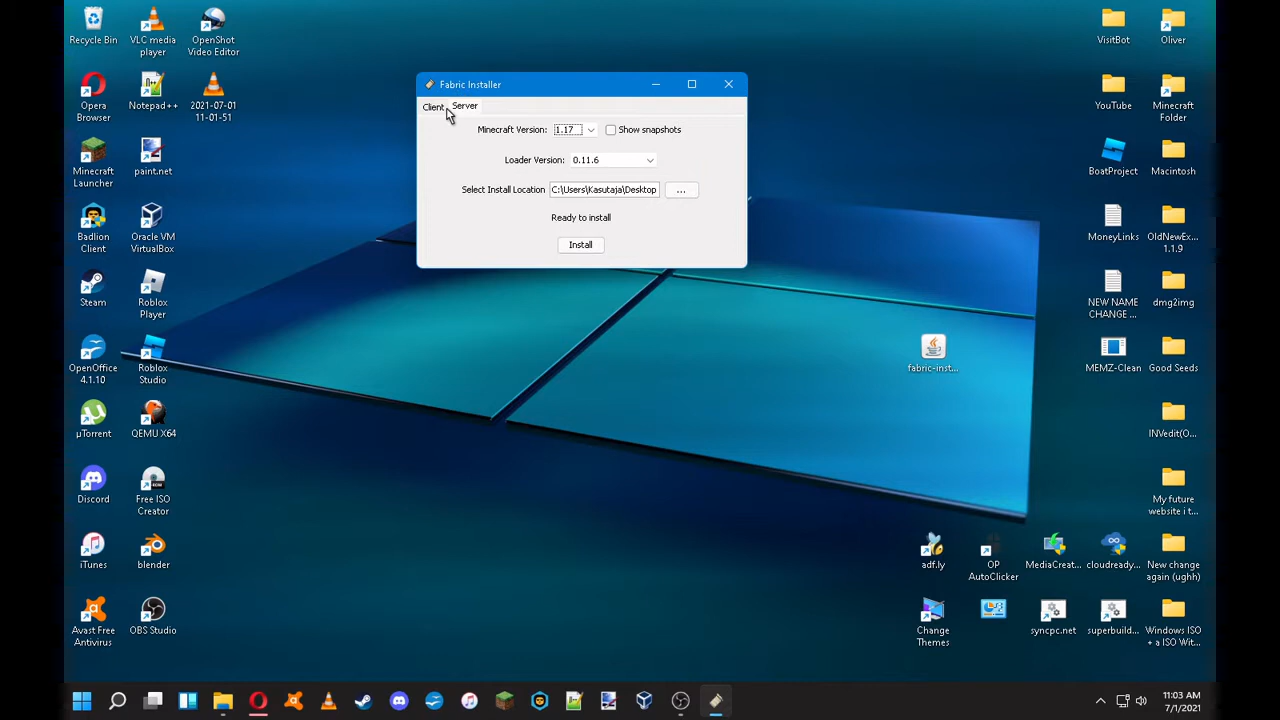 Recycle Bin
VLC media
player
OpenShot
Video Editor
Opera
Browser
Notepad++
2021-07-01
11-01-51
Minecraft
Launcher
paint.net
Badlion
Client
Oracle VM
VirtualBox
Steam
Roblox
Player
OpenOffice
4.1.10
Roblox
Studio
µTorrent
QEMU X64
Discord
Free ISO
Creator
iTunes
blender
Avast Free
Antivirus
OBS Studio
Fabric Installer
Client
Server
Minecraft Version:
1.17
Show snapshots
Loader Version:
0.11.6
Select Install Location
C:\Users\Kasutaja\Desktop
...
Ready to install
Install
fabric-inst...
VisitBot
Oliver
YouTube
Minecraft
Folder
BoatProject
Macintosh
MoneyLinks
OldNewEx...
1.1.9
NEW NAME
CHANGE ...
dmg2img
MEMZ-Clean
Good Seeds
INVedit(O...
My future
website i t...
adf.ly
OP
AutoClicker
MediaCreat...
cloudready...
New change
again (ughh)
Change
Themes
syncpc.net
superbuild...
Windows ISO
+ a ISO Wit...
11:03 AM
7/1/2021